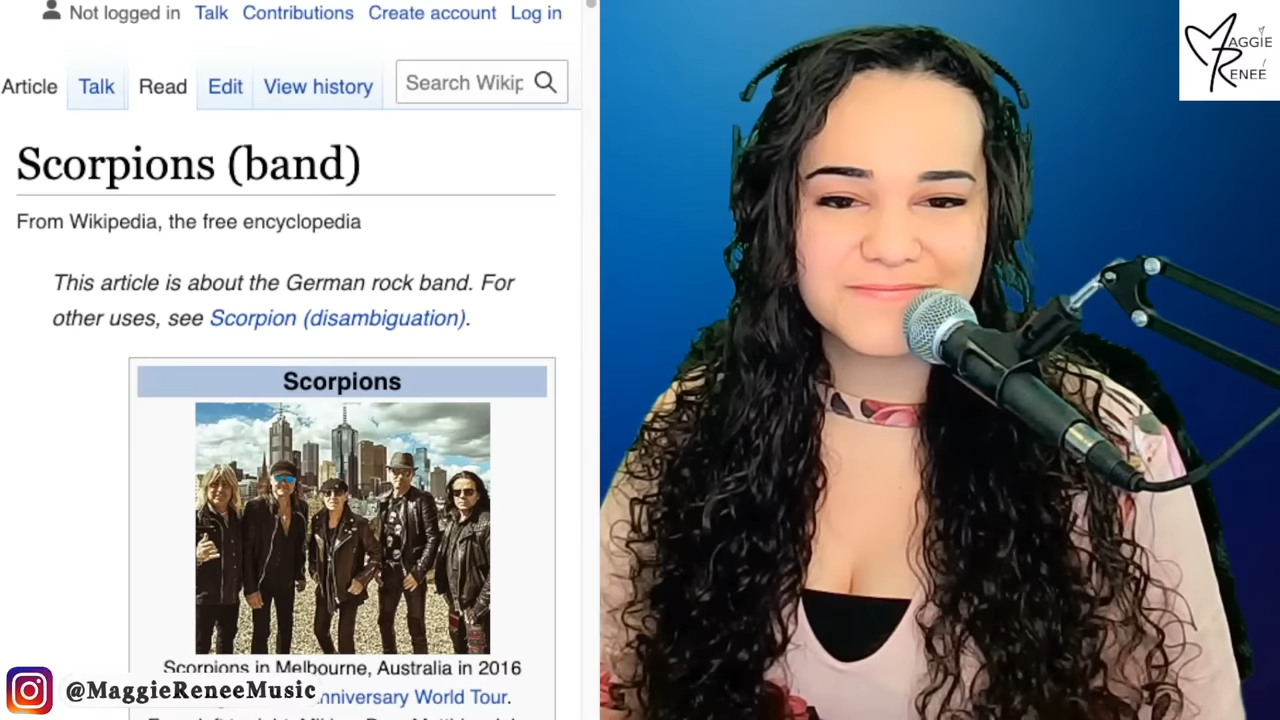 Not logged in Talk Contributions Create account Log in
Article Talk Read Edit View history Search Wikip
Scorpions (band)
From Wikipedia, the free encyclopedia
This article is about the German rock band. For
other uses, see Scorpion (disambiguation).
Scorpions
Scorpions in Melbourne, Australia in 2016
nniversary World Tour.
@MaggieReneeMusic
MAGGIE
RENEE